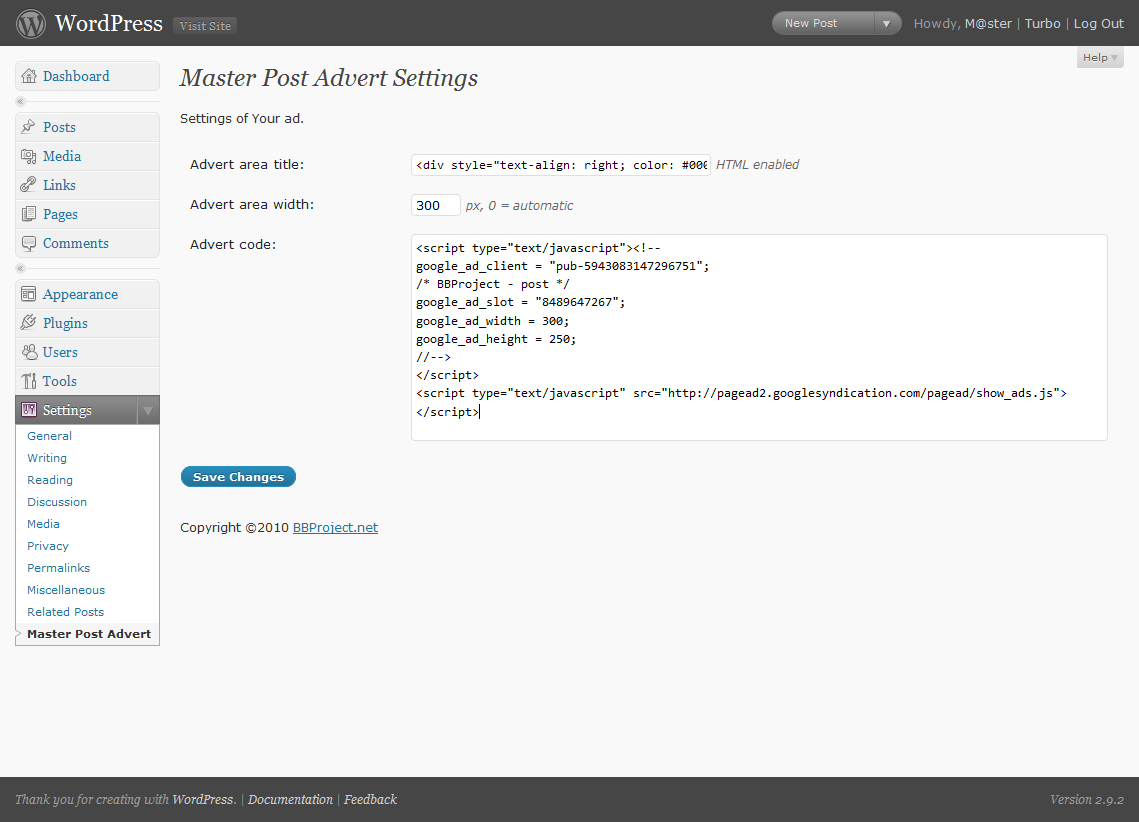 WordPress Visit Site New Post Howdy, M@ster | Turbo | Log Out
Help
Dashboard
Posts
Media
Links
Pages
Comments
Appearance
Plugins
Users
Tools
Settings
General
Writing
Reading
Discussion
Media
Privacy
Permalinks
Miscellaneous
Related Posts
Master Post Advert
Master Post Advert Settings
Settings of Your ad.
Advert area title: <div style="text-align: right; color: #000 HTML enabled
Advert area width: 300 px, 0 = automatic
Advert code:
<script type="text/javascript"><!--
google_ad_client = "pub-5943083147296751";
/* BBProject - post */
google_ad_slot = "8489647267";
google_ad_width = 300;
google_ad_height = 250;
//-->
</script>
<script type="text/javascript" src="http://pagead2.googlesyndication.com/pagead/show_ads.js">
</script>
Save Changes
Copyright ©2010 BBProject.net
Thank you for creating with WordPress. | Documentation | Feedback Version 2.9.2